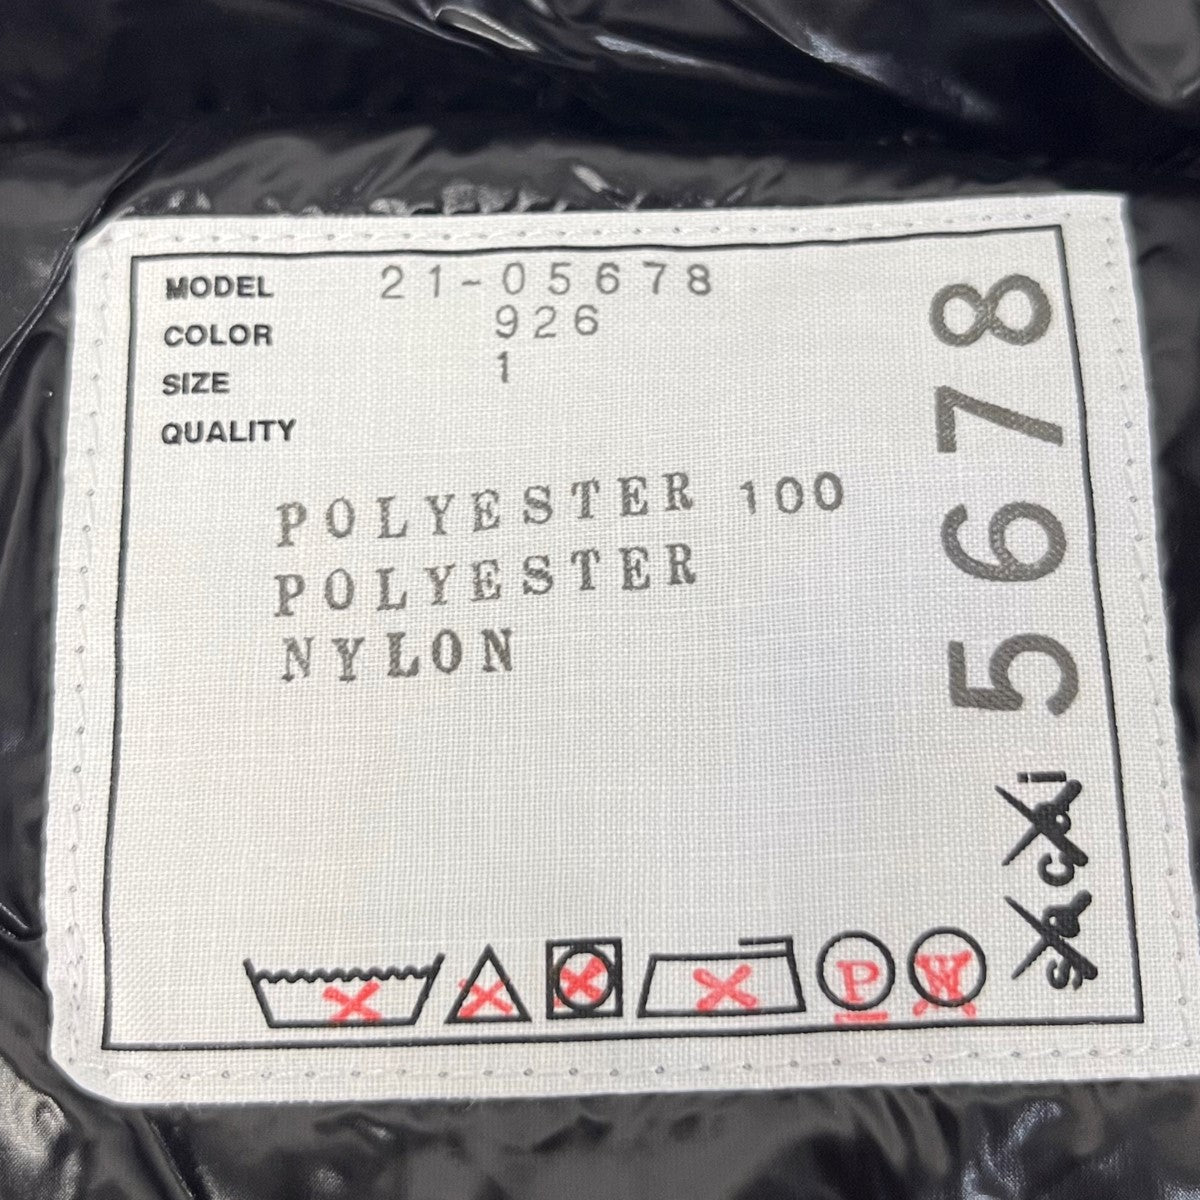 MODEL 21-05678
COLOR 926
SIZE 1
QUALITY
POLYESTER 100
POLYESTER
NYLON
P
W
sacai 5678